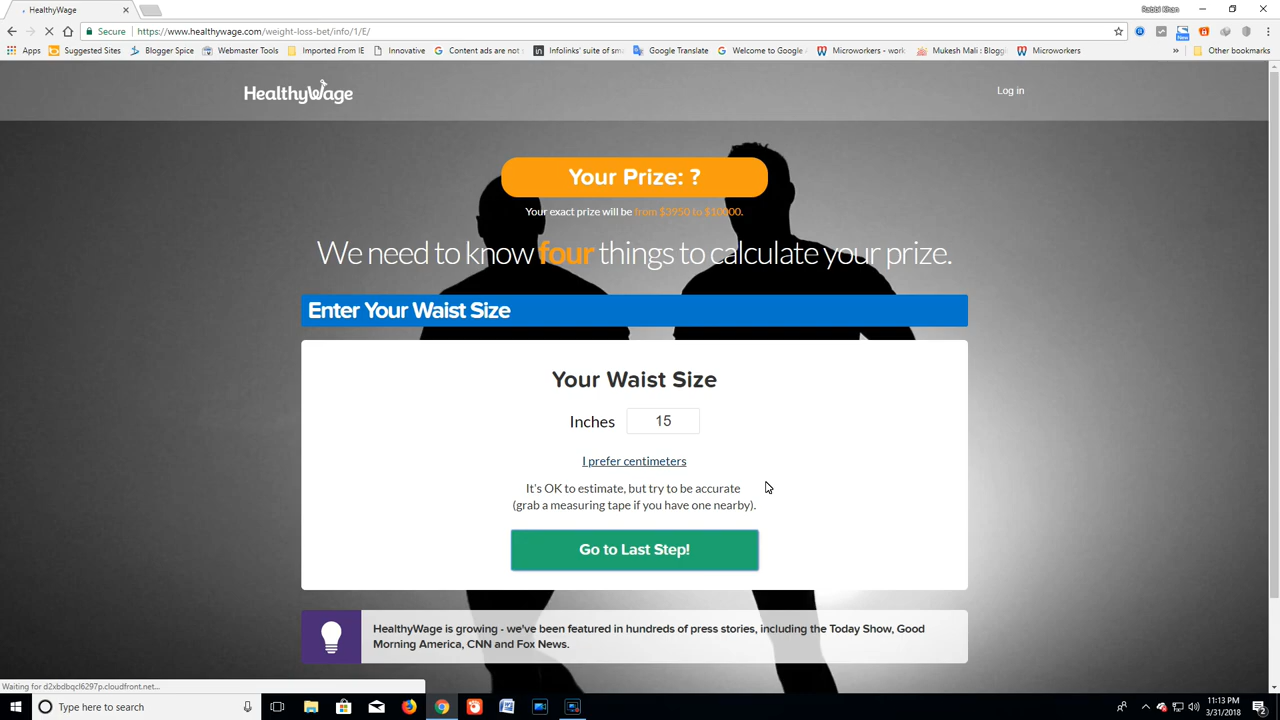 HealthyWage
Rabbi Khan
Secure
https://www.healthywage.com/weight-loss-bet/info/1/E/
Apps
Suggested Sites
Blogger Spice
Webmaster Tools
Imported From IE
Innovative
Content ads are not
Infolinks' suite of sm
Google Translate
Welcome to Google
Microworkers - work
Mukesh Mali : Blogg
Microworkers
»
Other bookmarks
New
HealthyWage
Log in
Your Prize: ?
Your exact prize will be from $3950 to $10000.
We need to know four things to calculate your prize.
Enter Your Waist Size
Your Waist Size
Inches 15
I prefer centimeters
It's OK to estimate, but try to be accurate
(grab a measuring tape if you have one nearby).
Go to Last Step!
HealthyWage is growing - we've been featured in hundreds of press stories, including the Today Show, Good
Morning America, CNN and Fox News.
Waiting for d2xbdbqcl6297p.cloudfront.net...
Type here to search
11:13 PM
3/31/2018
2